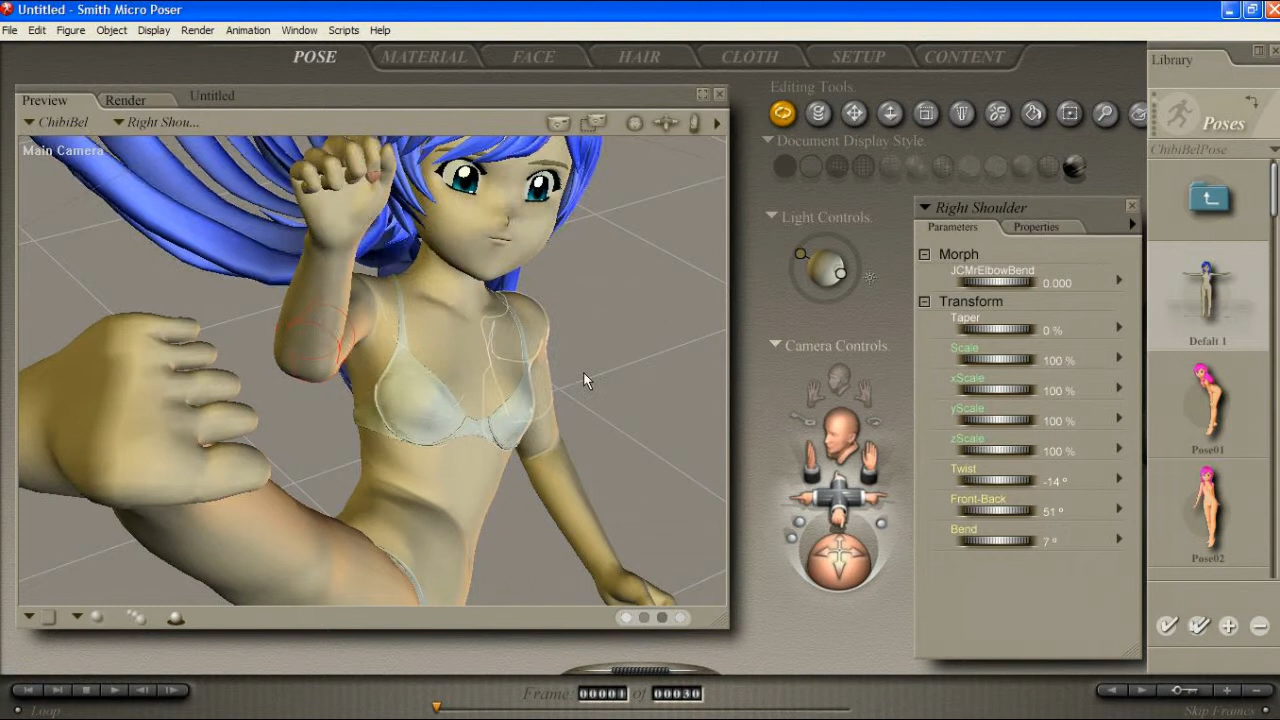 Untitled - Smith Micro Poser
File Edit Figure Object Display Render Animation Window Scripts Help
POSE MATERIAL FACE HAIR CLOTH SETUP CONTENT
Library
Poses
ChibiBelPose
Defalt 1
Pose01
Pose02
Preview Render Untitled
ChibiBel Right Shou...
Main Camera
Editing Tools.
Document Display Style.
Light Controls.
Camera Controls.
Right Shoulder
Parameters Properties
Morph
JCMrElbowBend
0.000
Transform
Taper
0 %
Scale
100 %
xScale
100 %
yScale
100 %
zScale
100 %
Twist
-14 °
Front-Back
51 °
Bend
7 °
Frame: 00001 of 00030
Loop
Skip Frames